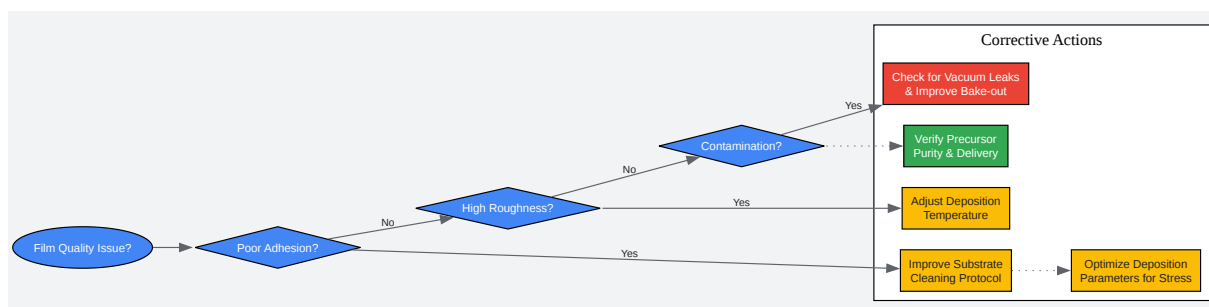 Corrective Actions
Check for Vacuum Leaks
& Improve Bake-out
Yes
Contamination?
Verify Precursor
Purity & Delivery
No
High Roughness?
Yes
Adjust Deposition
Temperature
No
Film Quality Issue?
Poor Adhesion?
Yes
Improve Substrate
Cleaning Protocol
Optimize Deposition
Parameters for Stress